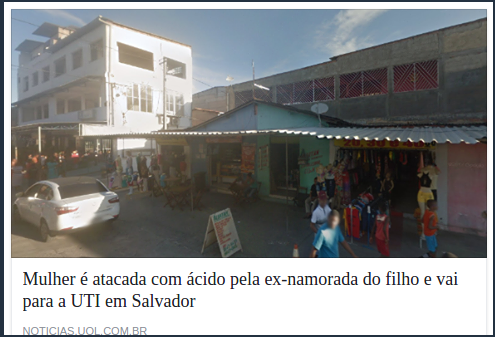 Mulher é atacada com ácido pela ex-namorada do filho e vai
para a UTI em Salvador
NOTICIAS.UOL.COM.BR